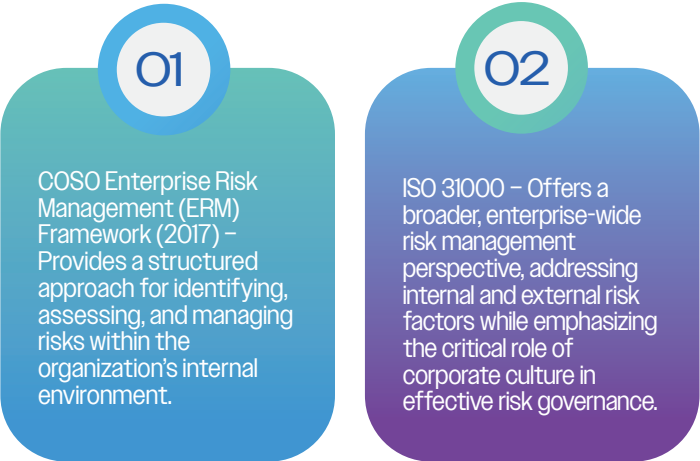 01
COSO Enterprise Risk
Management (ERM)
Framework (2017) –
Provides a structured
approach for identifying,
assessing, and managing
risks within the
organization’s internal
environment.
02
ISO 31000 – Offers a
broader, enterprise-wide
risk management
perspective, addressing
internal and external risk
factors while emphasizing
the critical role of
corporate culture in
effective risk governance.